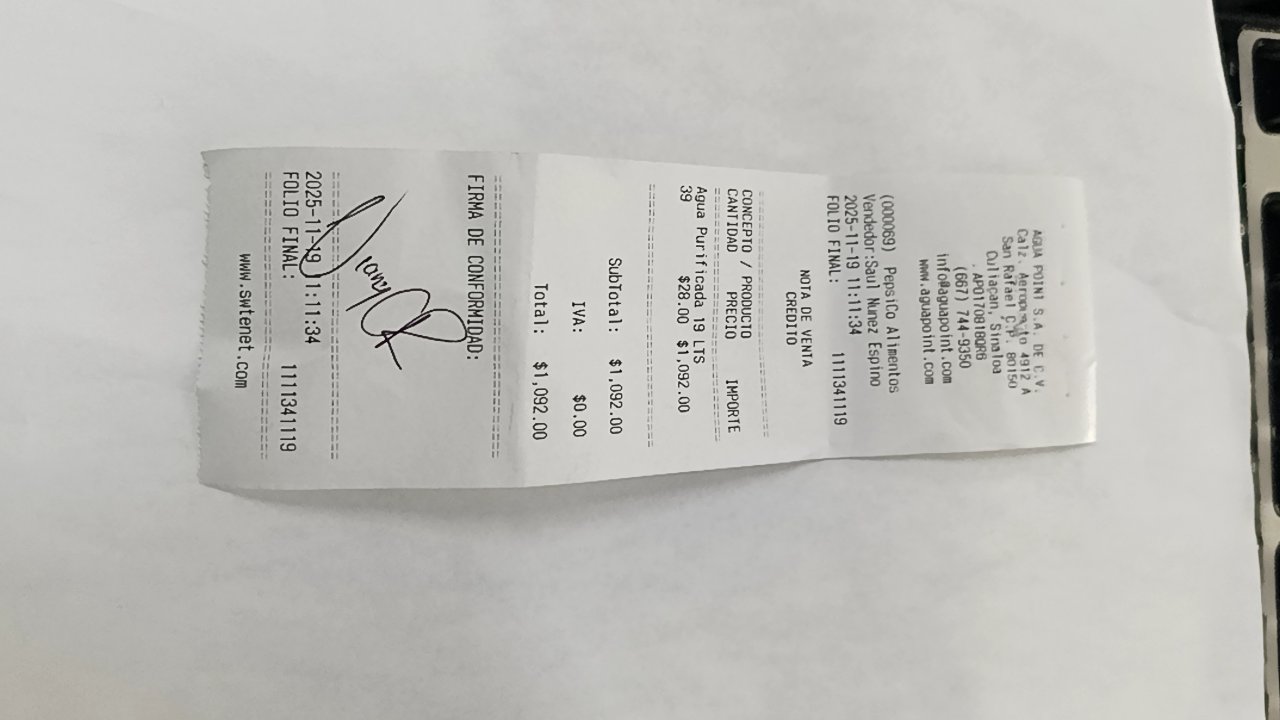 AGUA POINT S.A. DE C.V.
Calz. Aeropuerto 4912 A
San Rafael C.P. 80150
Culiacan, Sinaloa
. APO170818QR6
(667) 744-9350
info@aguapoint.com
www.aguapoint.com
(000069) PepsiCo Alimentos
Vendedor:Saul Nunez Espino
2025-11-19 11:11:34
FOLIO FINAL: 1111341119
NOTA DE VENTA
CREDITO
CONCEPTO / PRODUCTO
CANTIDAD PRECIO IMPORTE
Agua Purificada 19 LTS
39 $28.00 $1,092.00
SubTotal: $1,092.00
IVA: $0.00
Total: $1,092.00
FIRMA DE CONFORMIDAD:
2025-11-19 11:11:34
FOLIO FINAL: 1111341119
www.swtenet.com